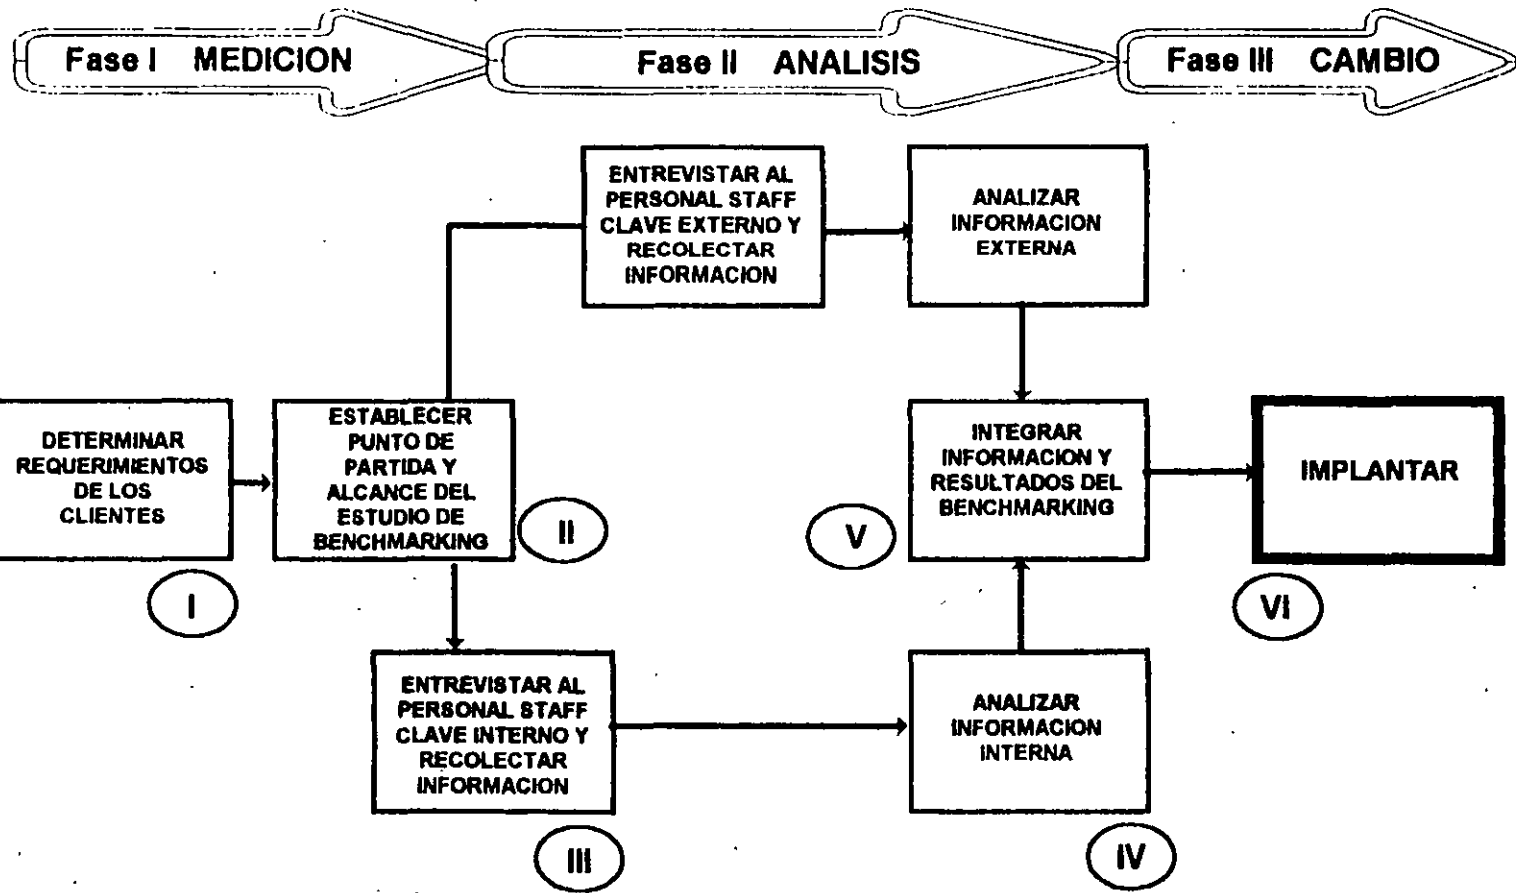 Fase I MEDICION
Fase II ANALISIS
Fase III CAMBIO
ENTREVISTAR AL
PERSONAL STAFF
CLAVE EXTERNO Y
RECOLECTAR
INFORMACION
ANALIZAR
INFORMACION
EXTERNA
DETERMINAR
REQUERIMIENTOS
DE LOS
CLIENTES
I
ESTABLECER
PUNTO DE
PARTIDA Y
ALCANCE DEL
ESTUDIO DE
BENCHMARKING
II
V
INTEGRAR
INFORMACION Y
RESULTADOS DEL
BENCHMARKING
IMPLANTAR
VI
ENTREVISTAR AL
PERSONAL STAFF
CLAVE INTERNO Y
RECOLECTAR
INFORMACION
III
ANALIZAR
INFORMACION
INTERNA
IV